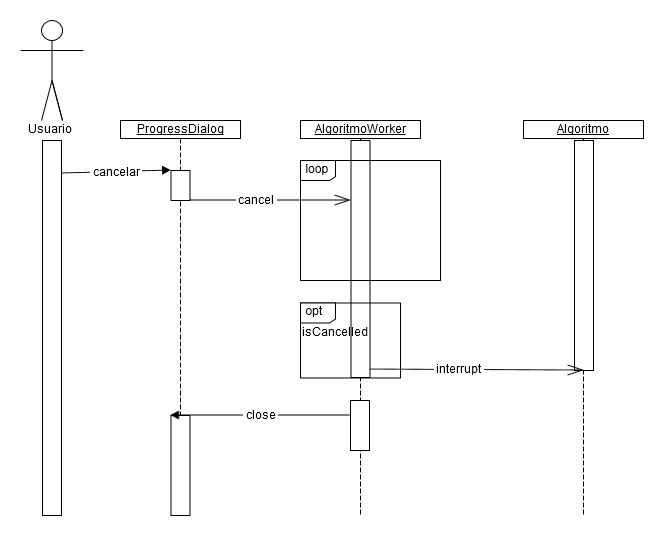 Usuario
ProgressDialog
AlgoritmoWorker
Algoritmo
cancelar
loop
cancel
opt
isCancelled
interrupt
close